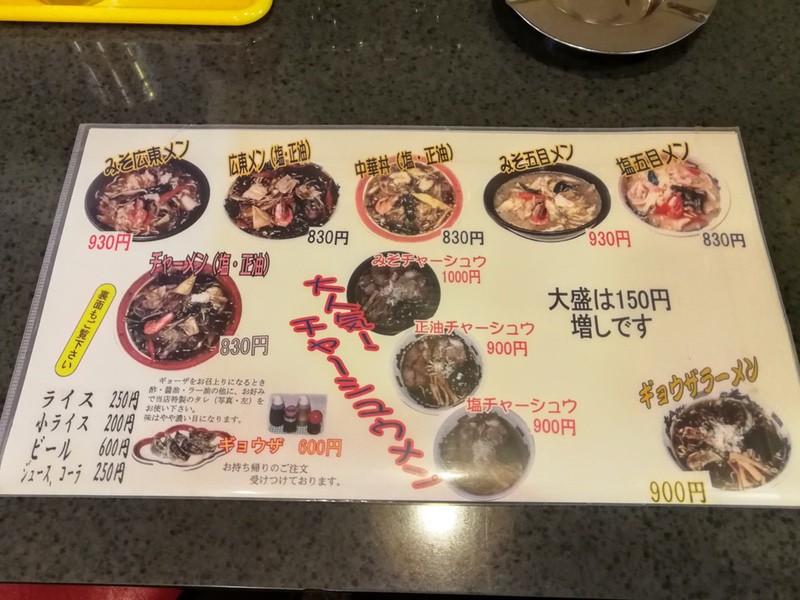 みそ広東メン
930円
広東メン(塩・正油)
830円
中華丼(塩・正油)
830円
みそ五目メン
930円
塩五目メン
830円
チャーメン(塩・正油)
830円
裏面もご覧下さい
大人気!
チャーシュウメン
みそチャーシュウ
1000円
正油チャーシュウ
900円
塩チャーシュウ
900円
大盛は150円
増しです
ギョウザラーメン
900円
ライス 250円
小ライス 200円
ビール 600円
ジュース、コーラ 250円
ギョーザをお召上りになるとき
酢・醤油・ラー油の他に、お好み
で当店特製のタレ(写真・左)を
お使い下さい。
味はやや濃い目になります。
ギョウザ 600円
お持ち帰りのご注文
受けつけております。